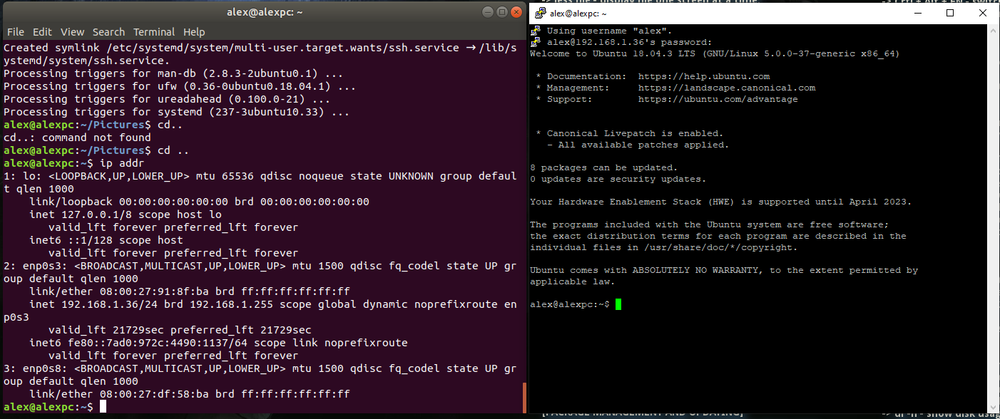 -> less file - display file one screen at a time
alex@alexpc: ~
File Edit View Search Terminal Help
Created symlink /etc/systemd/system/multi-user.target.wants/ssh.service → /lib/s
ystemd/system/ssh.service.
Processing triggers for man-db (2.8.3-2ubuntu0.1) ...
Processing triggers for ufw (0.36-0ubuntu0.18.04.1) ...
Processing triggers for ureadahead (0.100.0-21) ...
Processing triggers for systemd (237-3ubuntu10.33) ...
alex@alexpc:~/Pictures$ cd..
cd..: command not found
alex@alexpc:~/Pictures$ cd ..
alex@alexpc:~$ ip addr
1: lo: <LOOPBACK,UP,LOWER_UP> mtu 65536 qdisc noqueue state UNKNOWN group defaul
t qlen 1000
link/loopback 00:00:00:00:00:00 brd 00:00:00:00:00:00
inet 127.0.0.1/8 scope host lo
valid_lft forever preferred_lft forever
inet6 ::1/128 scope host
valid_lft forever preferred_lft forever
2: enp0s3: <BROADCAST,MULTICAST,UP,LOWER_UP> mtu 1500 qdisc fq_codel state UP gr
oup default qlen 1000
link/ether 08:00:27:91:8f:ba brd ff:ff:ff:ff:ff:ff
inet 192.168.1.36/24 brd 192.168.1.255 scope global dynamic noprefixroute en
p0s3
valid_lft 21729sec preferred_lft 21729sec
inet6 fe80::7ad0:972c:4490:1137/64 scope link noprefixroute
valid_lft forever preferred_lft forever
3: enp0s8: <BROADCAST,MULTICAST,UP,LOWER_UP> mtu 1500 qdisc fq_codel state UP gr
oup default qlen 1000
link/ether 08:00:27:df:58:ba brd ff:ff:ff:ff:ff:ff
alex@alexpc:~$
alex@alexpc: ~
Using username "alex".
alex@192.168.1.36's password:
Welcome to Ubuntu 18.04.3 LTS (GNU/Linux 5.0.0-37-generic x86_64)
* Documentation: https://help.ubuntu.com
* Management: https://landscape.canonical.com
* Support: https://ubuntu.com/advantage
* Canonical Livepatch is enabled.
- All available patches applied.
8 packages can be updated.
0 updates are security updates.
Your Hardware Enablement Stack (HWE) is supported until April 2023.
The programs included with the Ubuntu system are free software;
the exact distribution terms for each program are described in the
individual files in /usr/share/doc/*/copyright.
Ubuntu comes with ABSOLUTELY NO WARRANTY, to the extent permitted by
applicable law.
alex@alexpc:~$
[PACKAGE MANAGEMENT AND UPDATING]